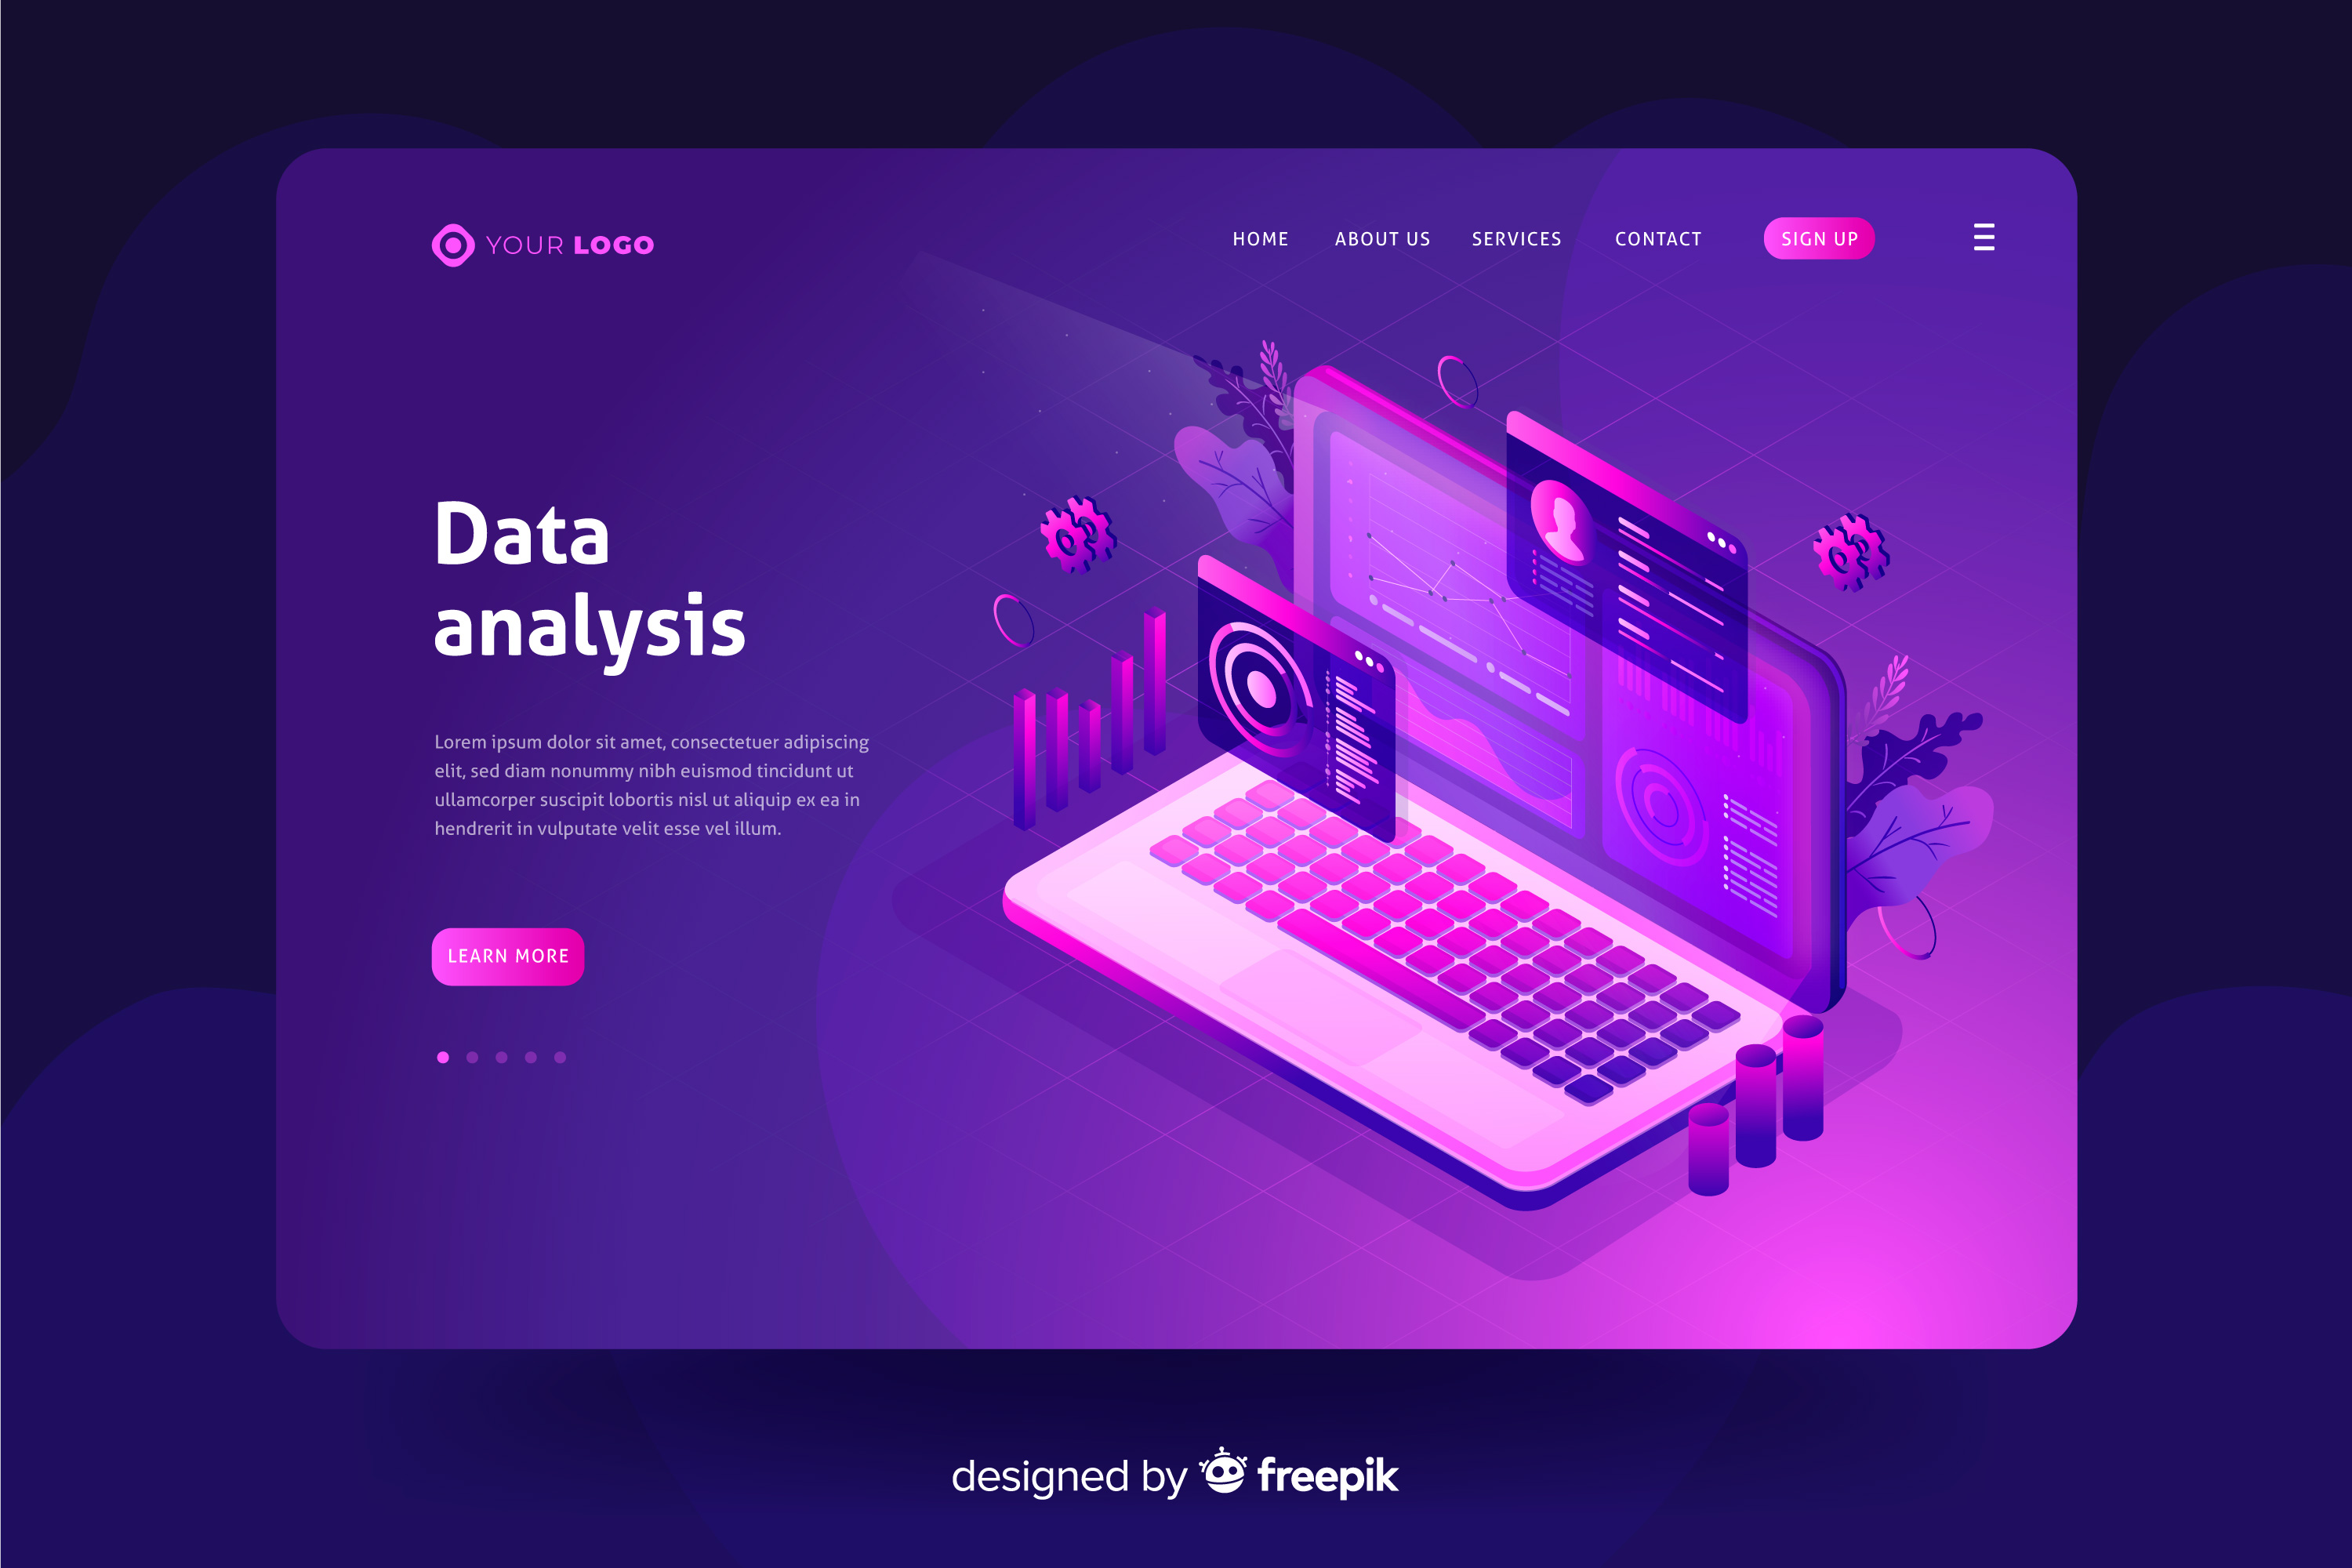 YOUR LOGO
HOME ABOUT US SERVICES CONTACT SIGN UP
Data
analysis
Lorem ipsum dolor sit amet, consectetuer adipiscing
elit, sed diam nonummy nibh euismod tincidunt ut
ullamcorper suscipit lobortis nisl ut aliquip ex ea in
hendrerit in vulputate velit esse vel illum.
LEARN MORE
designed by freepik